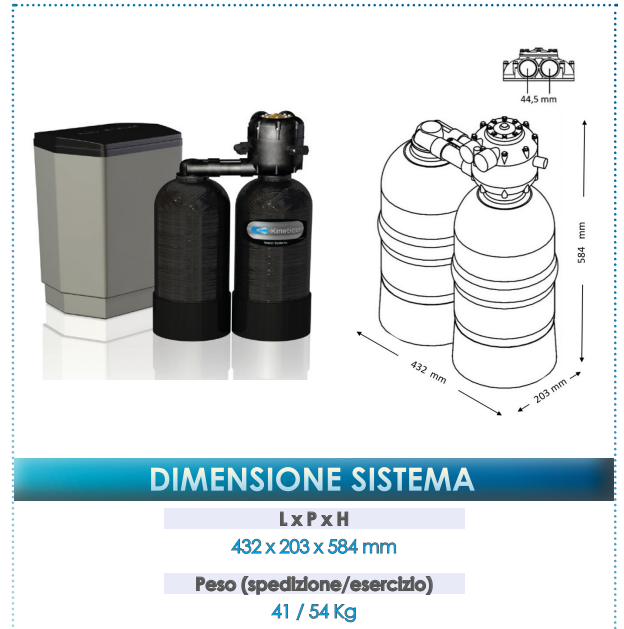 44,5 mm
Kinetico
584 mm
432 mm
203 mm
DIMENSIONE SISTEMA
L x P x H
432 x 203 x 584 mm
Peso (spedizione/esercizio)
41 / 54 Kg